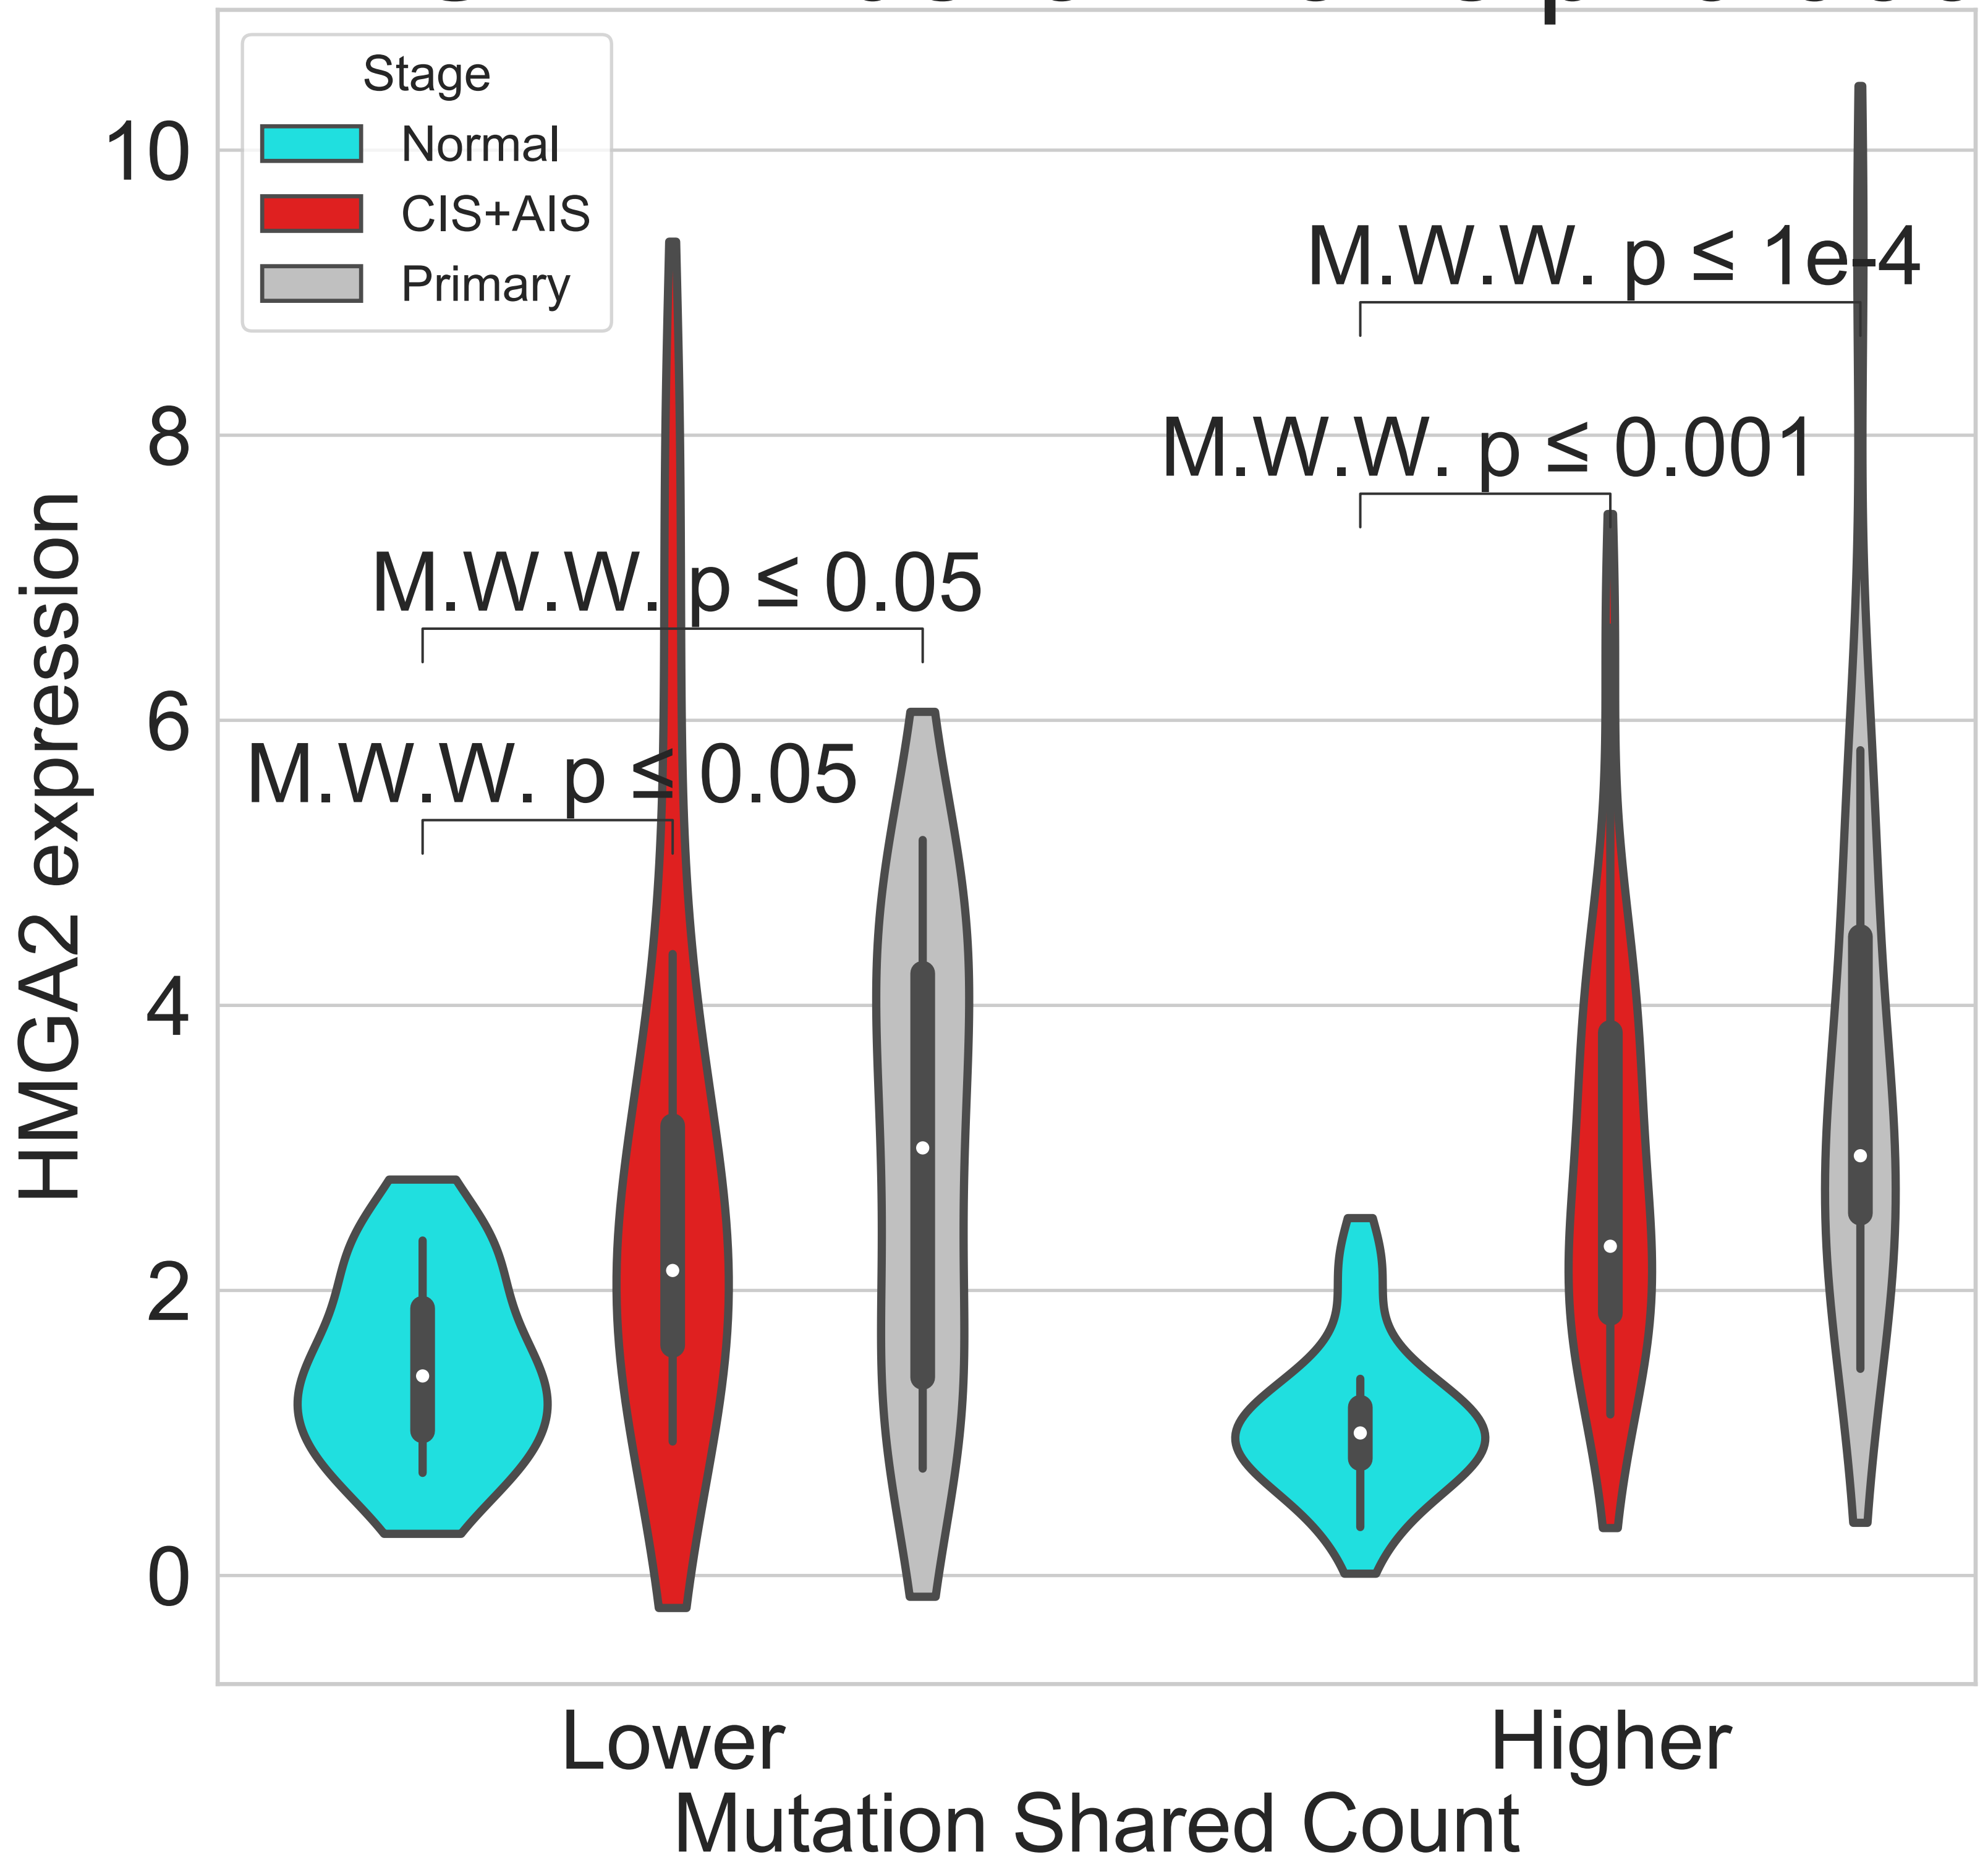 Stage
Normal
CIS+AIS
Primary
10
8
6
4
2
0
HMGA2 expression
M.W.W. p ≤ 1e-4
M.W.W. p ≤ 0.001
M.W.W. p ≤ 0.05
M.W.W. p ≤ 0.05
Lower
Higher
Mutation Shared Count